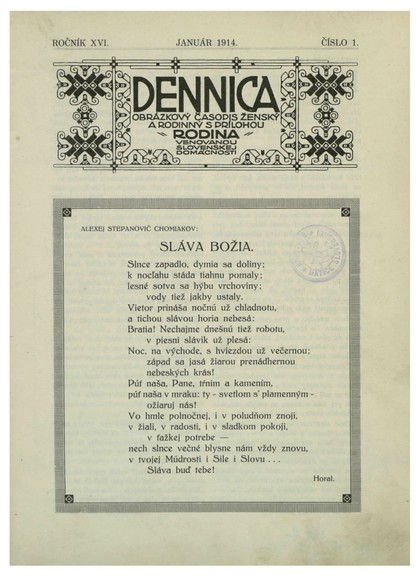 ROČNÍK XVI. JANUÁR 1914. ČÍSLO 1.
DENNICA
OBRÁZKOVÝ ČASOPIS ŽENSKÝ
A RODINNÝ S PRÍLOHOU
RODINA
VENOVANOU
SLOVENSKEJ
DOMÁCNOSTI
ALEXEJ STEPANOVIČ CHOMIAKOV:
SLÁVA BOŽIA.
Slnce zapadlo, dymia sa doliny;
k nocľahu stáda tiahnu pomaly;
lesné sotva sa hýbu vrchoviny;
vody tiež jakby ustaly.
Vietor prináša nočnú už chladnotu,
a tichou slávou horia nebesá:
Bratia! Nechajme dnešnú tiež robotu,
v piesni slávik už plesá:
Noc, na východe, s hviezdou už večernou;
západ sa jasá žiarou prenádhernou
nebeských krás!
Púť naša, Pane, tŕním a kamením,
púť naša v mraku: ty - svetlom s' plamenným -
ožiaruj nás!
Vo hmle polnočnej, i v poludňom znoji,
v žiali, v radosti, i v sladkom pokoji,
v ťažkej potrebe —
nech slnce večné blysne nám vždy znovu,
v tvojej Múdrosti i Sile i Slovu . . .
Sláva buď tebe!
Horal.